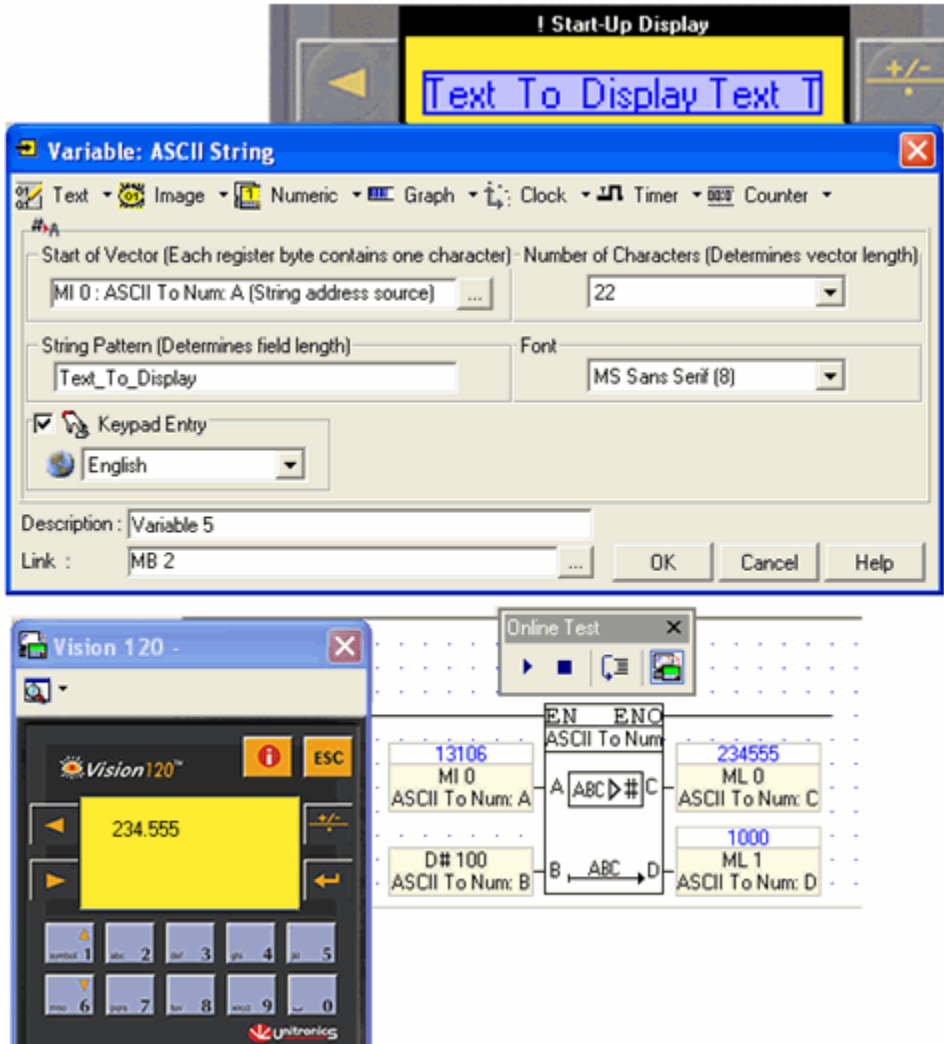 ! Start-Up Display
+/-
Text To Display Text T
Variable: ASCII String
Text Image Numeric Graph Clock Timer Counter
#▸A
Start of Vector (Each register byte contains one character) Number of Characters (Determines vector length)
MI 0 : ASCII To Num: A (String address source) ... 22
String Pattern (Determines field length) Font
Text_To_Display MS Sans Serif (8)
Keypad Entry
English
Description : Variable 5
Link : MB 2 ... OK Cancel Help
Vision 120 -
Online Test
EN ENO
ASCII To Num
13106
MI 0
ASCII To Num: A
A ABC▷# C
234555
ML 0
ASCII To Num: C
D# 100
ASCII To Num: B
B ABC D
1000
ML 1
ASCII To Num: D
Vision120™
ESC
+/-
234.555
symbol 1 abc 2 def 3 ghi 4 5
mno 6 pqrs 7 tuv 8 wxyz 9 0
unitronics